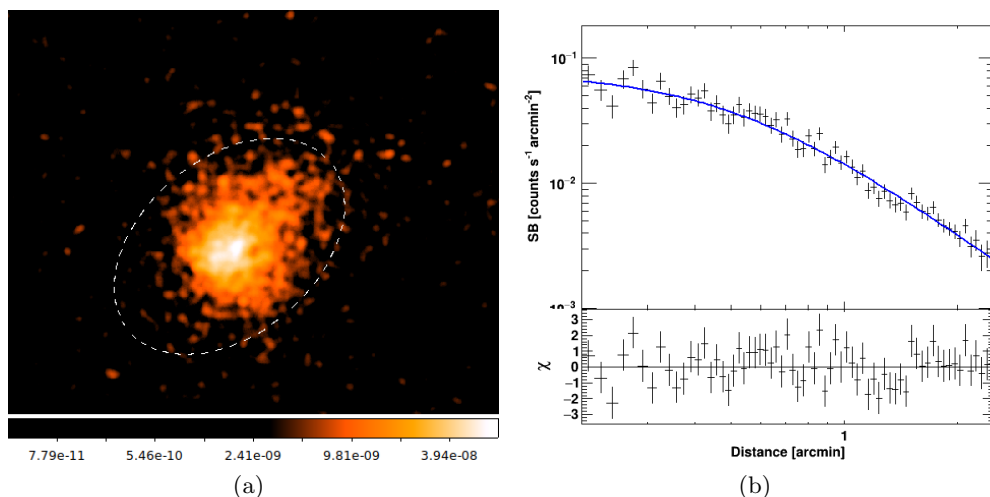 7.79e-11 5.46e-10 2.41e-09 9.81e-09 3.94e-08
(a)
SB [counts s⁻¹ arcmin⁻²]
10⁻¹
10⁻²
10⁻³
χ
3
2
1
0
−1
−2
−3
1
Distance [arcmin]
(b)